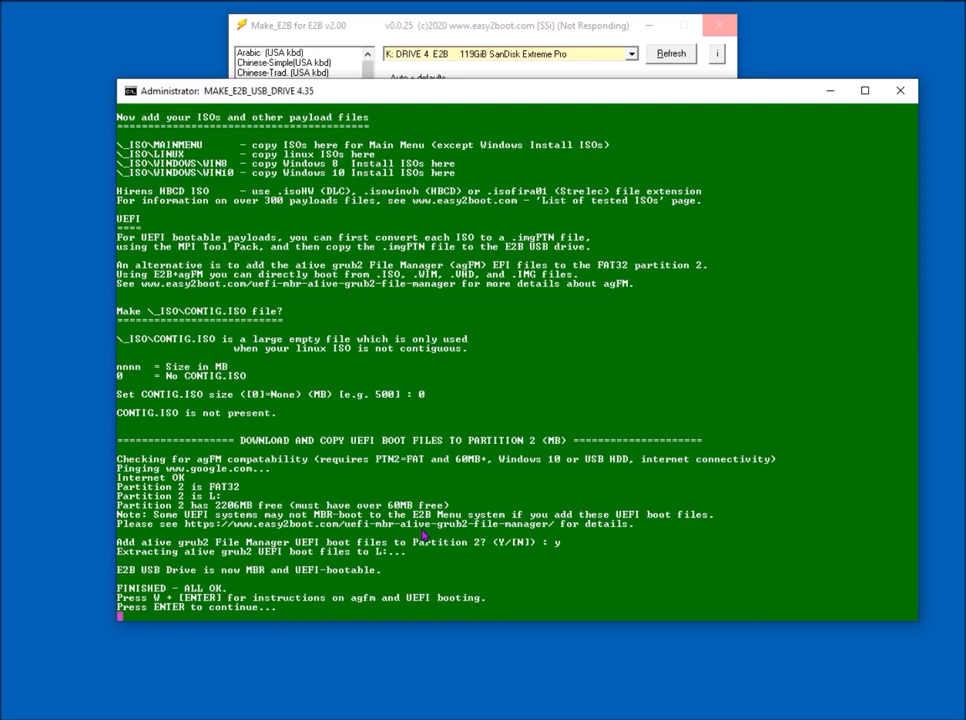 Make_E2B for E2B v2.00 v0.0.25 (c)2020 www.easy2boot.com [SSi] (Not Responding)
Arabic (USA kbd)
Chinese-Simple(USA kbd)
Chinese-Trad. (USA kbd)
K: DRIVE 4 E2B 119GiB SanDisk Extreme Pro
Refresh
i
Auto + defaults
Administrator: MAKE_E2B_USB_DRIVE 4.35
Now add your ISOs and other payload files
=========================================
\_ISO\MAINMENU - copy ISOs here for Main Menu (except Windows Install ISOs)
\_ISO\LINUX - copy linux ISOs here
\_ISO\WINDOWS\WIN8 - copy Windows 8 Install ISOs here
\_ISO\WINDOWS\WIN10 - copy Windows 10 Install ISOs here
Hirens HBCD ISO - use .isoHW (DLC), .isowinvh (HBCD) or .isofira01 (Strelec) file extension
For information on over 300 payloads files, see www.easy2boot.com - 'List of tested ISOs' page.
UEFI
====
For UEFI bootable payloads, you can first convert each ISO to a .imgPTN file,
using the MPI Tool Pack, and then copy the .imgPTN file to the E2B USB drive.
An alternative is to add the a1ive grub2 File Manager (agFM) EFI files to the FAT32 partition 2.
Using E2B+agFM you can directly boot from .ISO, .WIM, .VHD, and .IMG files.
See www.easy2boot.com/uefi-mbr-a1ive-grub2-file-manager for more details about agFM.
Make \_ISO\CONTIG.ISO file?
===========================
\_ISO\CONTIG.ISO is a large empty file which is only used
when your linux ISO is not contiguous.
nnnn = Size in MB
0 = No CONTIG.ISO
Set CONTIG.ISO size ([0]=None) (MB) [e.g. 500] : 0
CONTIG.ISO is not present.
=================== DOWNLOAD AND COPY UEFI BOOT FILES TO PARTITION 2 (MB) =====================
Checking for agFM compatability (requires PTN2=FAT and 60MB+, Windows 10 or USB HDD, internet connectivity)
Pinging www.google.com...
Internet OK
Partition 2 is FAT32
Partition 2 is L:
Partition 2 has 2206MB free (must have over 60MB free)
Note: Some UEFI systems may not MBR-boot to the E2B Menu system if you add these UEFI boot files.
Please see https://www.easy2boot.com/uefi-mbr-a1ive-grub2-file-manager/ for details.
Add a1ive grub2 File Manager UEFI boot files to Partition 2? (Y/[N]) : y
Extracting a1ive grub2 UEFI boot files to L:...
E2B USB Drive is now MBR and UEFI-bootable.
FINISHED - ALL OK.
Press W + [ENTER] for instructions on agfm and UEFI booting.
Press ENTER to continue...